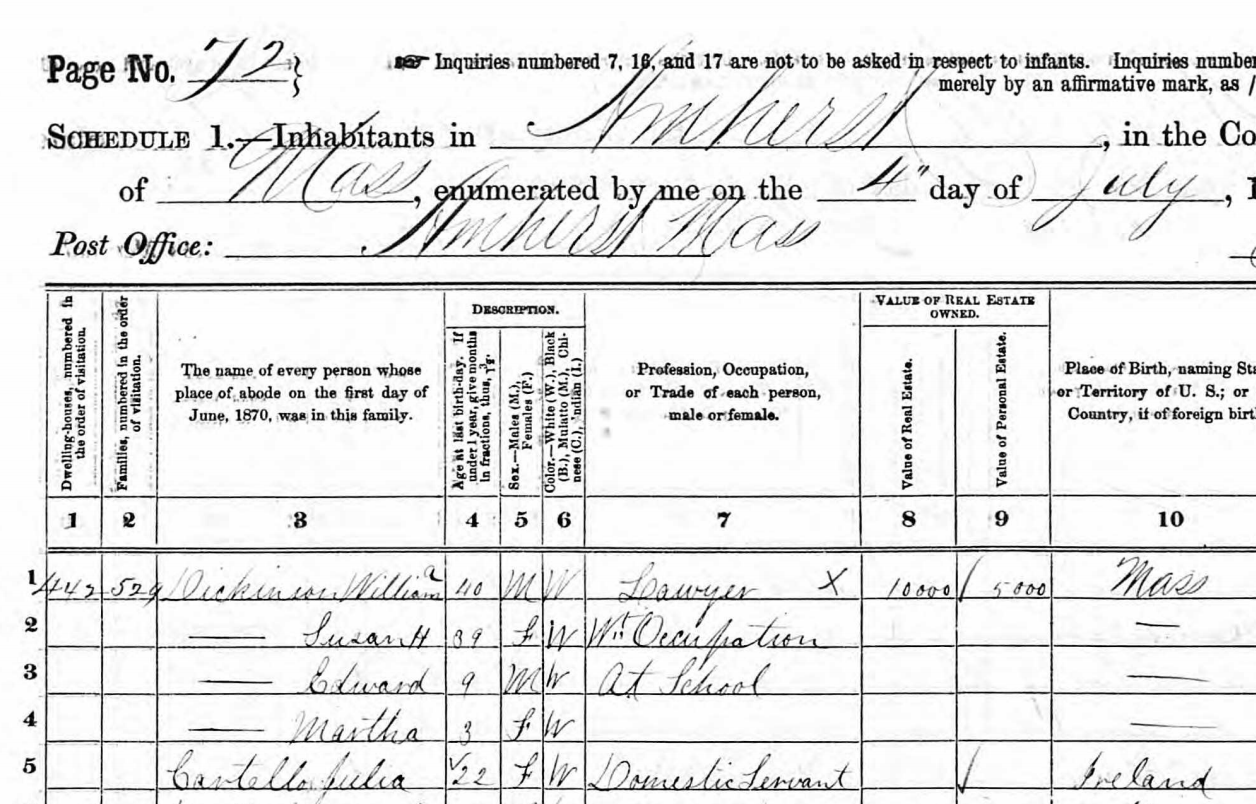 Page No. 72 }
☞ Inquiries numbered 7, 16, and 17 are not to be asked in respect to infants. Inquiries number
merely by an affirmative mark, as /
SCHEDULE 1.—Inhabitants in Amherst, in the Co
of Mass, enumerated by me on the 4" day of July, 1
Post Office: Amherst Mass
Dwelling-houses, numbered in the order of visitation.
Families, numbered in the order of visitation.
The name of every person whose
place of abode on the first day of
June, 1870, was in this family.
DESCRIPTION.
Age at last birth-day. If under 1 year, give months in fractions, thus, 3/12.
Sex.—Males (M.), Females (F.)
Color.—White (W.), Black (B.), Mulatto (M.), Chinese (C.), Indian (I.)
Profession, Occupation,
or Trade of each person,
male or female.
VALUE OF REAL ESTATE
OWNED.
Value of Real Estate.
Value of Personal Estate.
Place of Birth, naming Sta
or Territory of U. S.; or
Country, if of foreign birt
1 2 3 4 5 6 7 8 9 10
1 442 529 Dickinson William a 40 M W Lawyer X 10000 / 5000 Mass
2 — Susan H 39 F W Wt Occupation —
3 — Edward 9 M W At School —
4 — Martha 3 F W —
5 Cartello Julia 22 F W Domestic Servant / Ireland